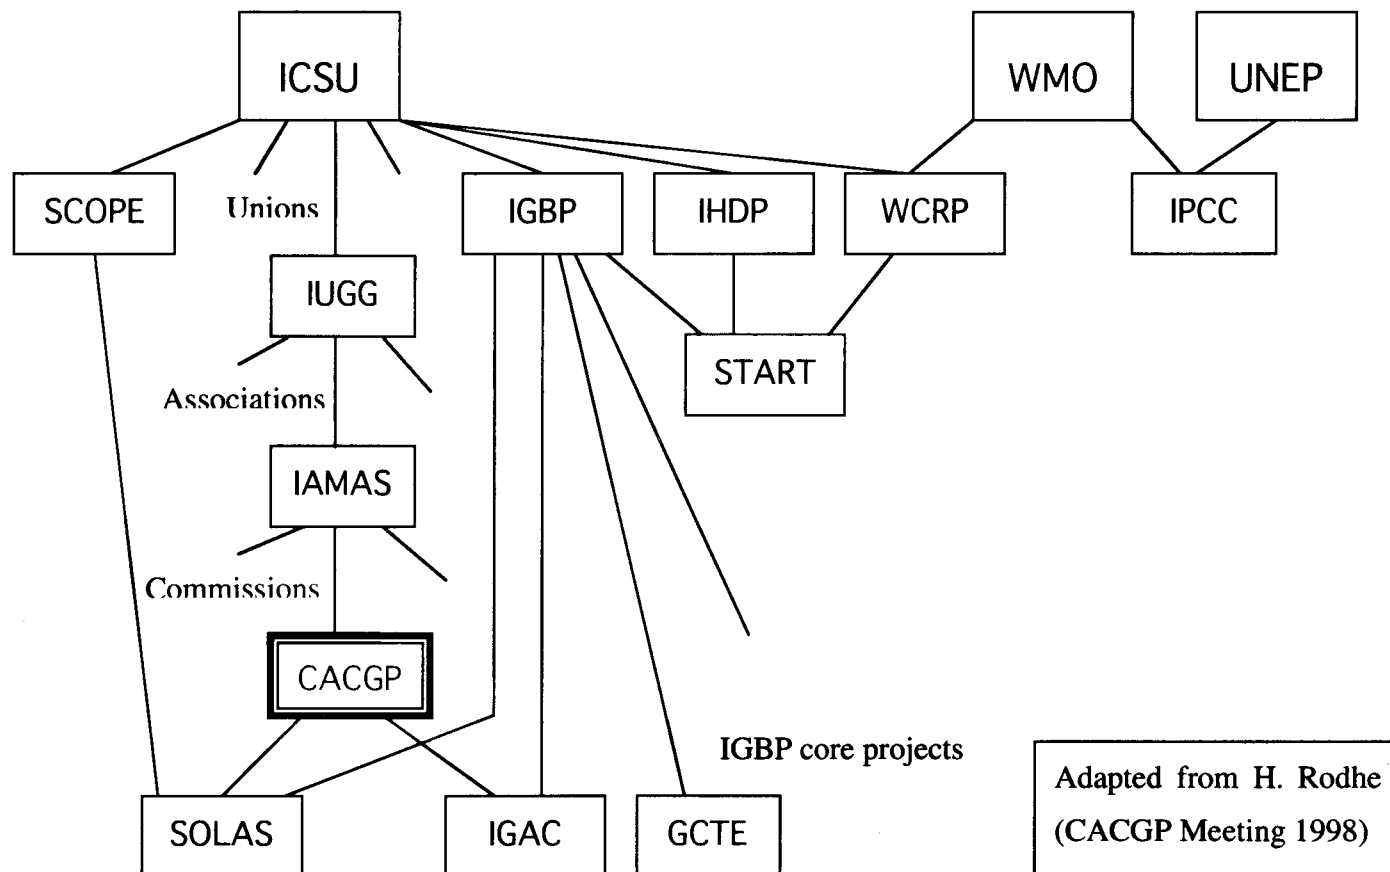 ICSU
WMO
UNEP
SCOPE
Unions
IGBP
IHDP
WCRP
IPCC
IUGG
START
Associations
IAMAS
Commissions
CACGP
IGBP core projects
SOLAS
IGAC
GCTE
Adapted from H. Rodhe
(CACGP Meeting 1998)